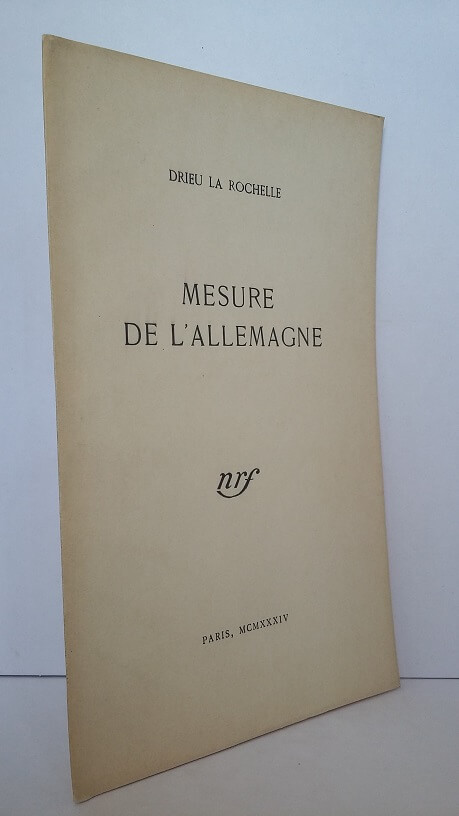 DRIEU LA ROCHELLE
MESURE
DE L'ALLEMAGNE
nrf
PARIS, MCMXXXIV